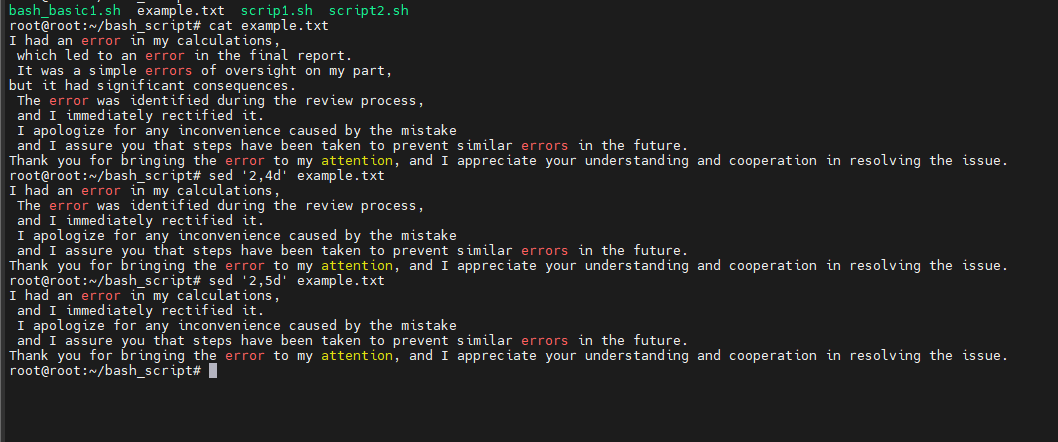 bash_basic1.sh  example.txt  scrip1.sh  script2.sh
root@root:~/bash_script# cat example.txt
I had an error in my calculations,
 which led to an error in the final report.
 It was a simple errors of oversight on my part,
but it had significant consequences.
 The error was identified during the review process,
 and I immediately rectified it.
 I apologize for any inconvenience caused by the mistake
 and I assure you that steps have been taken to prevent similar errors in the future.
Thank you for bringing the error to my attention, and I appreciate your understanding and cooperation in resolving the issue.
root@root:~/bash_script# sed '2,4d' example.txt
I had an error in my calculations,
 The error was identified during the review process,
 and I immediately rectified it.
 I apologize for any inconvenience caused by the mistake
 and I assure you that steps have been taken to prevent similar errors in the future.
Thank you for bringing the error to my attention, and I appreciate your understanding and cooperation in resolving the issue.
root@root:~/bash_script# sed '2,5d' example.txt
I had an error in my calculations,
 and I immediately rectified it.
 I apologize for any inconvenience caused by the mistake
 and I assure you that steps have been taken to prevent similar errors in the future.
Thank you for bringing the error to my attention, and I appreciate your understanding and cooperation in resolving the issue.
root@root:~/bash_script#